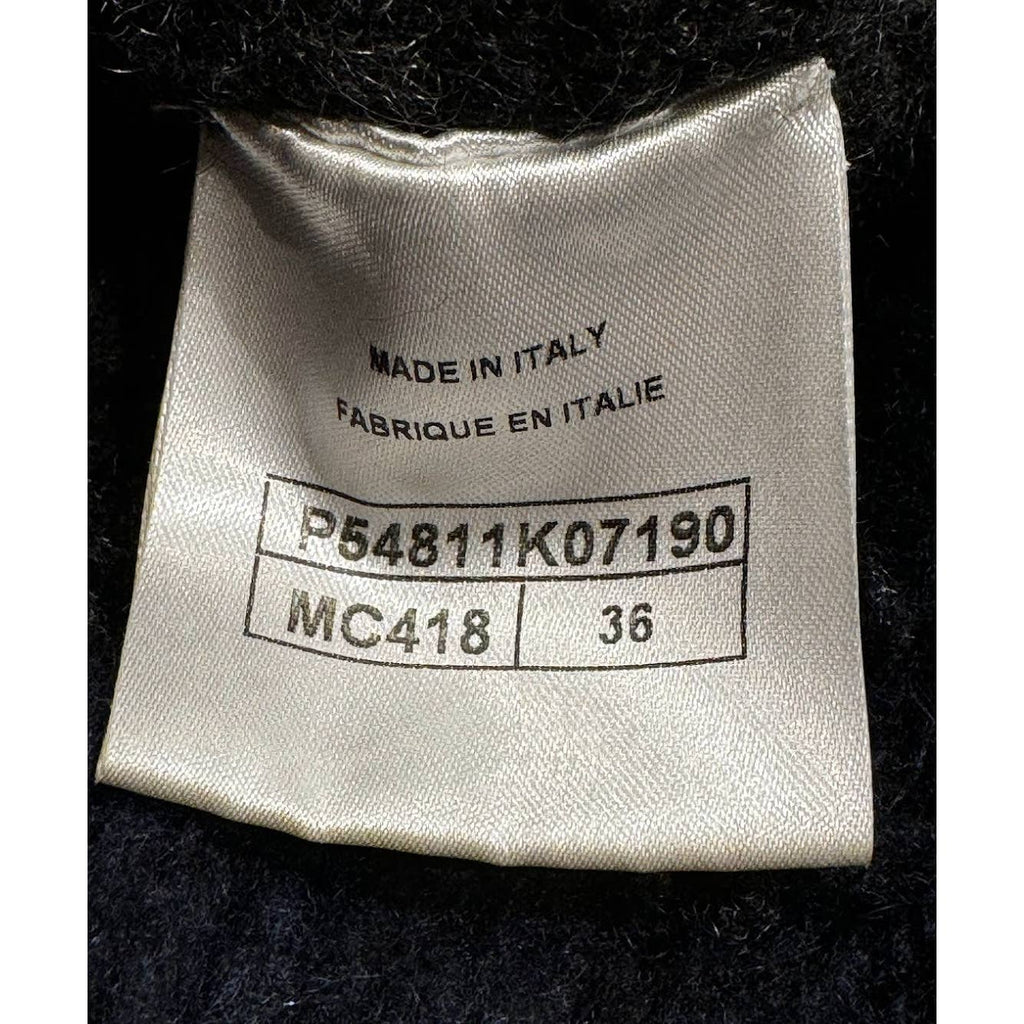 MADE IN ITALY
FABRIQUE EN ITALIE
P54811K07190
MC418 36